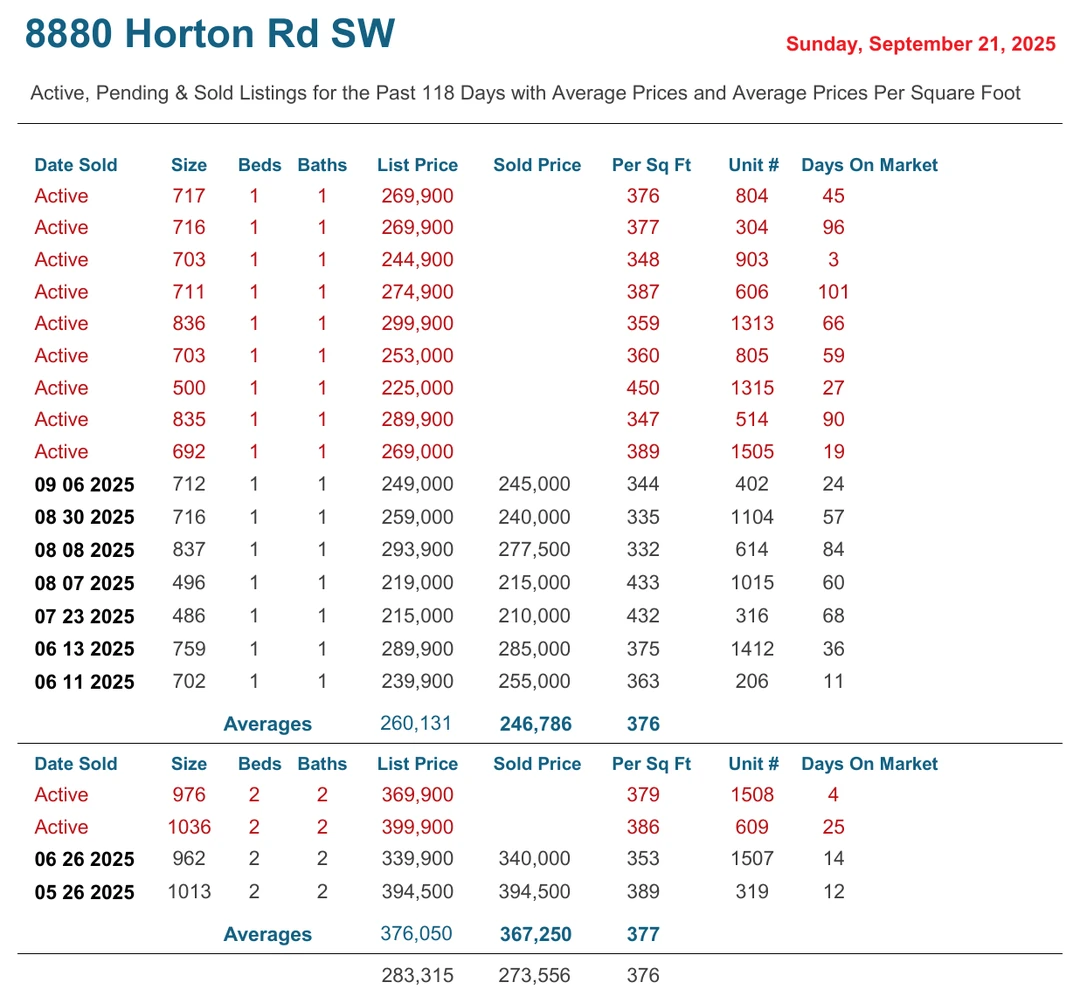 8880 Horton Rd SW
Sunday, September 21, 2025
Active, Pending & Sold Listings for the Past 118 Days with Average Prices and Average Prices Per Square Foot
Date Sold Size Beds Baths List Price Sold Price Per Sq Ft Unit # Days On Market
Active 717 1 1 269,900 376 804 45
Active 716 1 1 269,900 377 304 96
Active 703 1 1 244,900 348 903 3
Active 711 1 1 274,900 387 606 101
Active 836 1 1 299,900 359 1313 66
Active 703 1 1 253,000 360 805 59
Active 500 1 1 225,000 450 1315 27
Active 835 1 1 289,900 347 514 90
Active 692 1 1 269,000 389 1505 19
09 06 2025 712 1 1 249,000 245,000 344 402 24
08 30 2025 716 1 1 259,000 240,000 335 1104 57
08 08 2025 837 1 1 293,900 277,500 332 614 84
08 07 2025 496 1 1 219,000 215,000 433 1015 60
07 23 2025 486 1 1 215,000 210,000 432 316 68
06 13 2025 759 1 1 289,900 285,000 375 1412 36
06 11 2025 702 1 1 239,900 255,000 363 206 11
Averages 260,131 246,786 376
Date Sold Size Beds Baths List Price Sold Price Per Sq Ft Unit # Days On Market
Active 976 2 2 369,900 379 1508 4
Active 1036 2 2 399,900 386 609 25
06 26 2025 962 2 2 339,900 340,000 353 1507 14
05 26 2025 1013 2 2 394,500 394,500 389 319 12
Averages 376,050 367,250 377
283,315 273,556 376